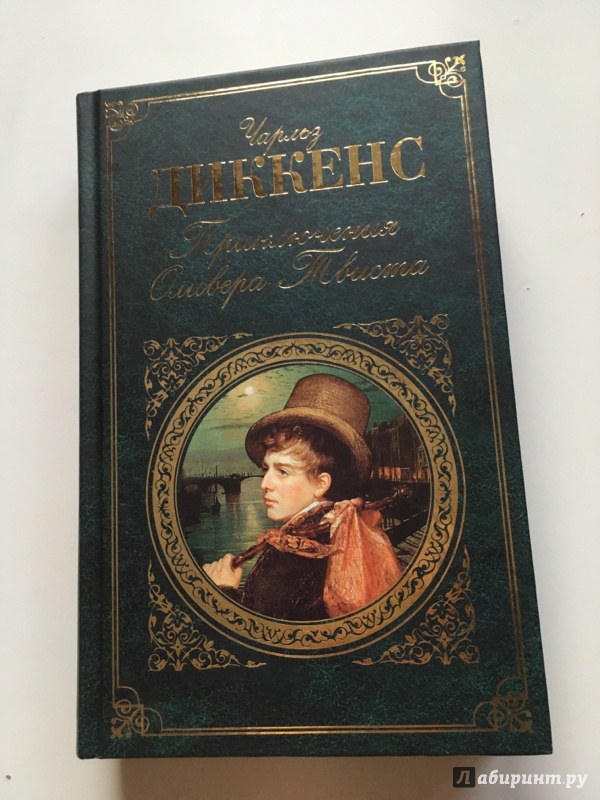 Чарльз
ДИККЕНС
Приключения
Оливера Твиста
Лабиринт.ру